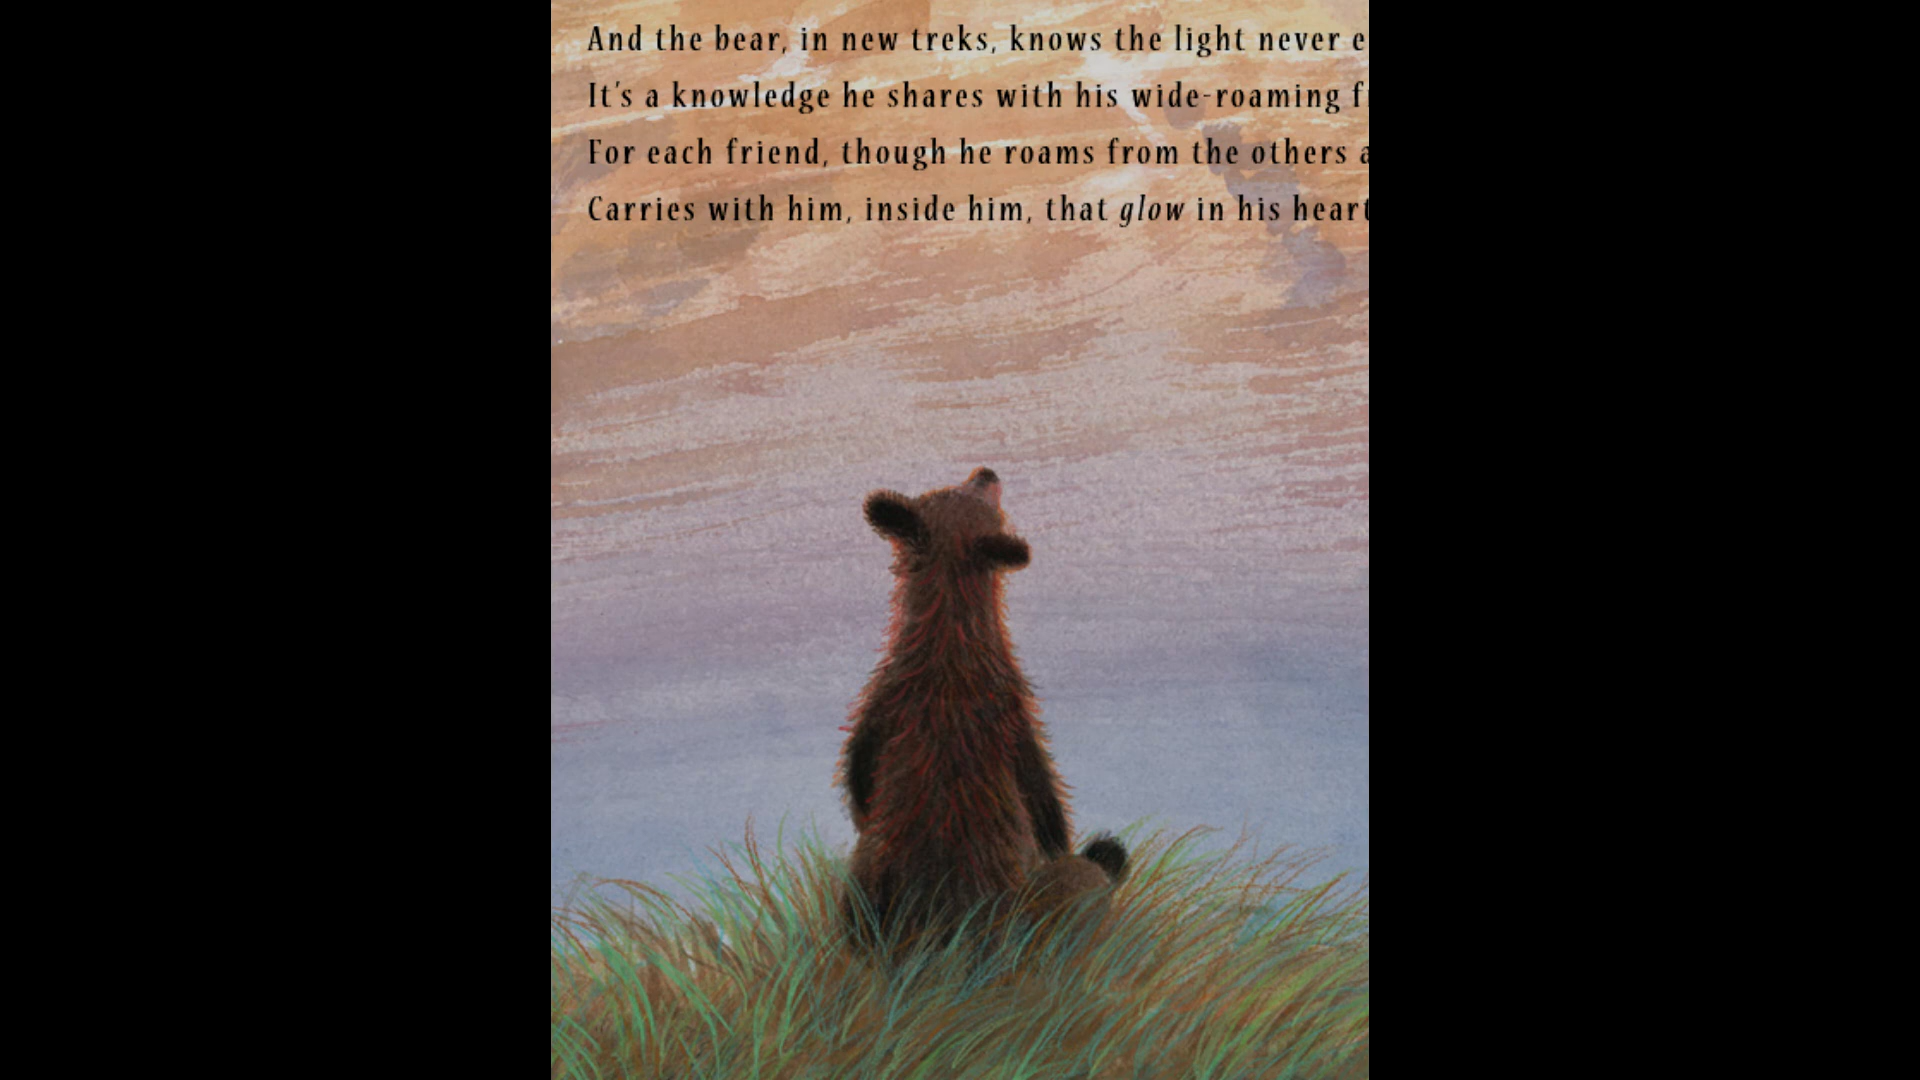 And the bear, in new treks, knows the light never
It's a knowledge he shares with his wide-roaming
For each friend, though he roams from the others
Carries with him, inside him, that glow in his heart